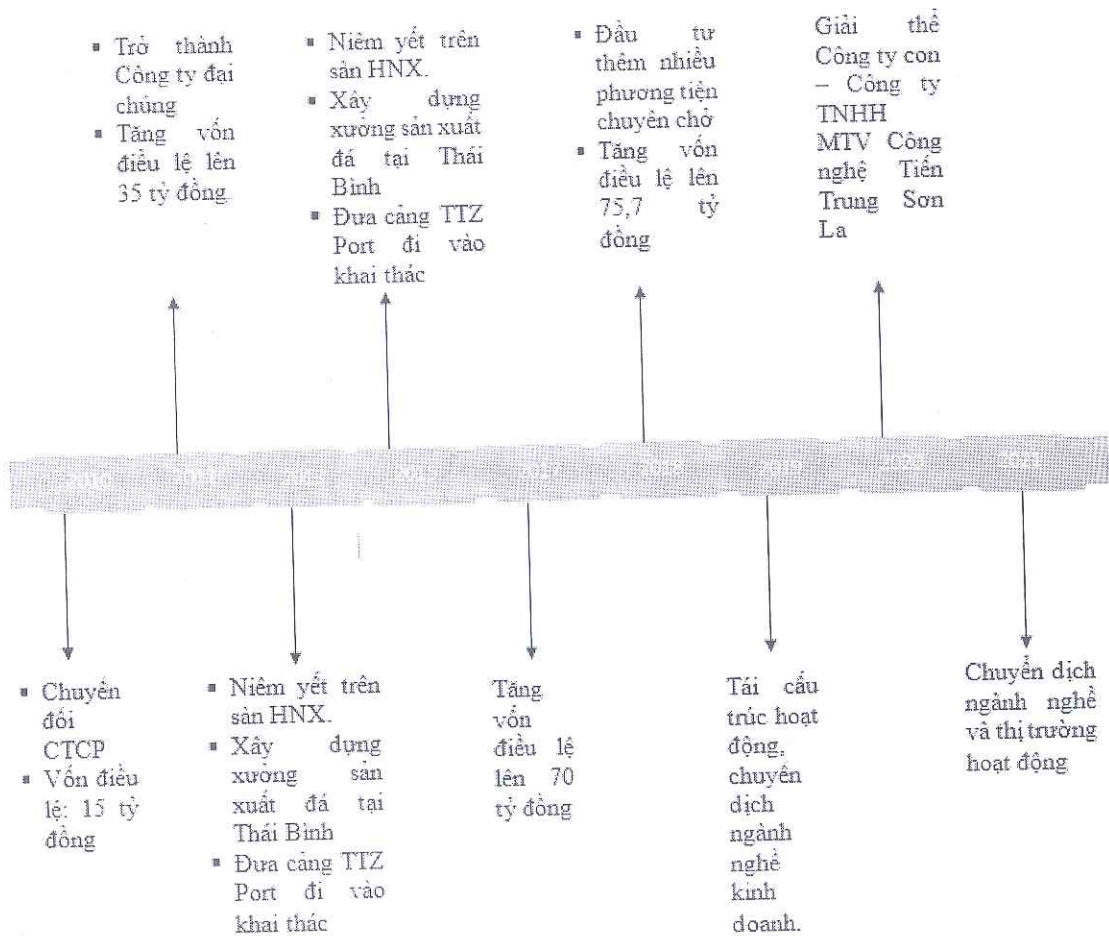 ▪ Trở thành
Công ty đại
chúng
▪ Tăng vốn
điều lệ lên
35 tỷ đồng
▪ Niêm yết trên
sàn HNX.
▪ Xây dựng
xưởng sản xuất
đá tại Thái
Bình
▪ Đưa cảng TTZ
Port đi vào
khai thác
▪ Đầu tư
thêm nhiều
phương tiện
chuyên chở
▪ Tăng vốn
điều lệ lên
75,7 tỷ
đồng
Giải thể
Công ty con
– Công ty
TNHH
MTV Công
nghệ Tiến
Trung Sơn
La
2017 2018 2019 2020 2021
▪ Chuyển
đổi
CTCP
▪ Vốn điều
lệ: 15 tỷ
đồng
▪ Niêm yết trên
sàn HNX.
▪ Xây dựng
xưởng sản
xuất đá tại
Thái Bình
▪ Đưa cảng TTZ
Port đi vào
khai thác
Tăng
vốn
điều lệ
lên 70
tỷ đồng
Tái cấu
trúc hoạt
động,
chuyển
dịch
ngành
nghề
kinh
doanh.
Chuyển dịch
ngành nghề
và thị trường
hoạt động